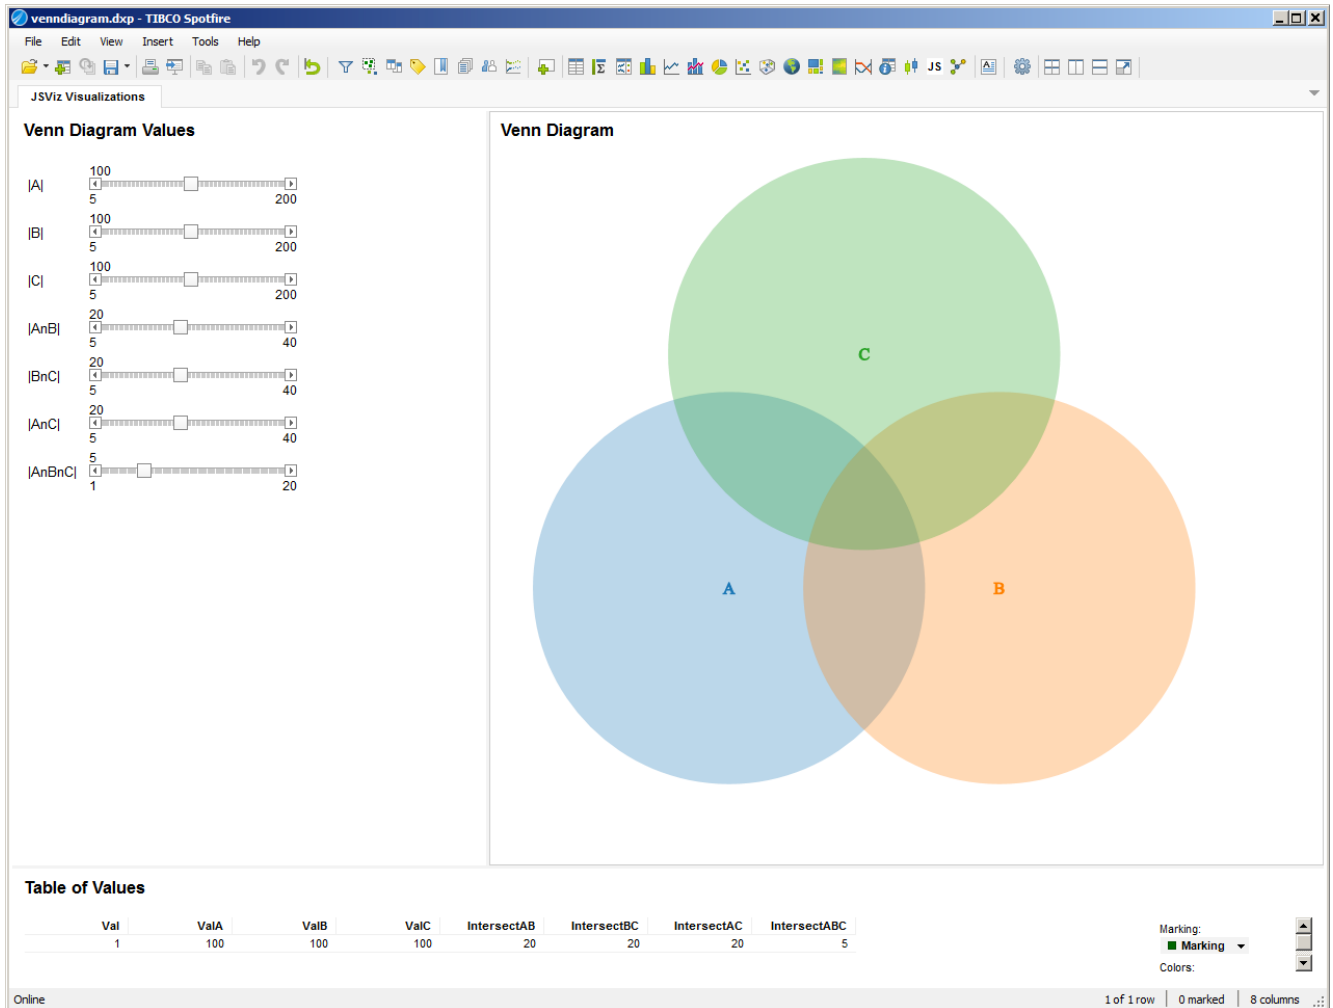 venndiagram.dxp - TIBCO Spotfire
File Edit View Insert Tools Help
JS
JSViz Visualizations
Venn Diagram Values
100
|A|
5 200
100
|B|
5 200
100
|C|
5 200
20
|AnB|
5 40
20
|BnC|
5 40
20
|AnC|
5 40
5
|AnBnC|
1 20
Venn Diagram
C
A B
Table of Values
Val ValA ValB ValC IntersectAB IntersectBC IntersectAC IntersectABC
1 100 100 100 20 20 20 5
Marking:
Marking
Colors:
Online 1 of 1 row 0 marked 8 columns